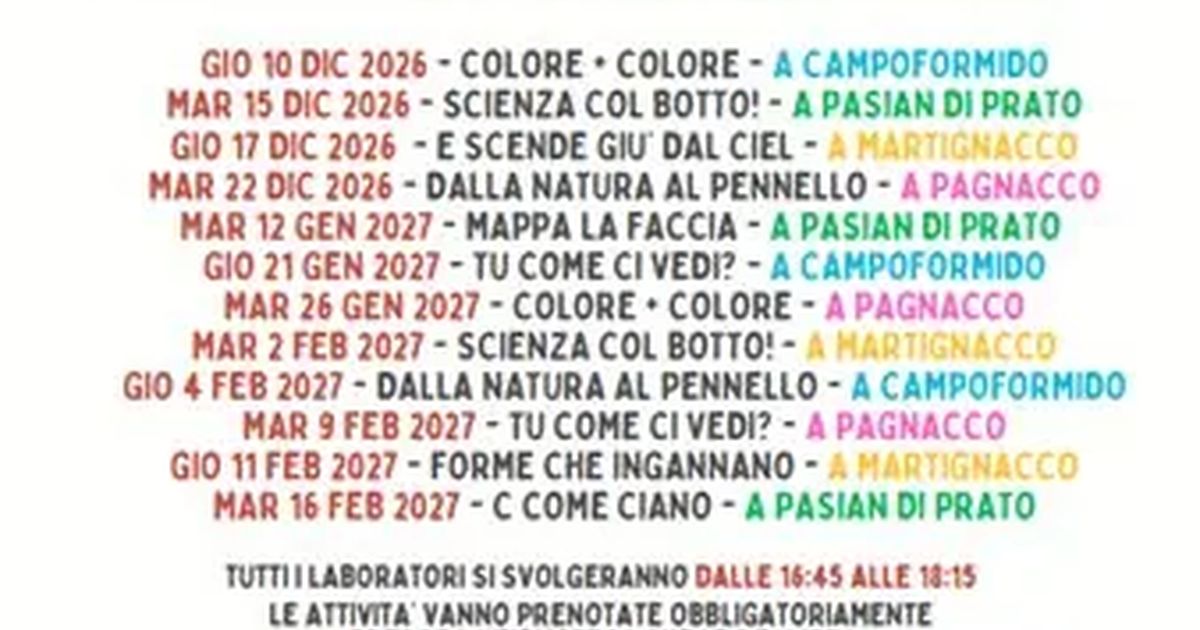 GIO 10 DIC 2026 - COLORE + COLORE - A CAMPOFORMIDO
MAR 15 DIC 2026 - SCIENZA COL BOTTO! - A PASIAN DI PRATO
GIO 17 DIC 2026 - E SCENDE GIU' DAL CIEL - A MARTIGNACCO
MAR 22 DIC 2026 - DALLA NATURA AL PENNELLO - A PAGNACCO
MAR 12 GEN 2027 - MAPPA LA FACCIA - A PASIAN DI PRATO
GIO 21 GEN 2027 - TU COME CI VEDI? - A CAMPOFORMIDO
MAR 26 GEN 2027 - COLORE + COLORE - A PAGNACCO
MAR 2 FEB 2027 - SCIENZA COL BOTTO! - A MARTIGNACCO
GIO 4 FEB 2027 - DALLA NATURA AL PENNELLO - A CAMPOFORMIDO
MAR 9 FEB 2027 - TU COME CI VEDI? - A PAGNACCO
GIO 11 FEB 2027 - FORME CHE INGANNANO - A MARTIGNACCO
MAR 16 FEB 2027 - C COME CIANO - A PASIAN DI PRATO
TUTTI I LABORATORI SI SVOLGERANNO DALLE 16:45 ALLE 18:15
LE ATTIVITA' VANNO PRENOTATE OBBLIGATORIAMENTE